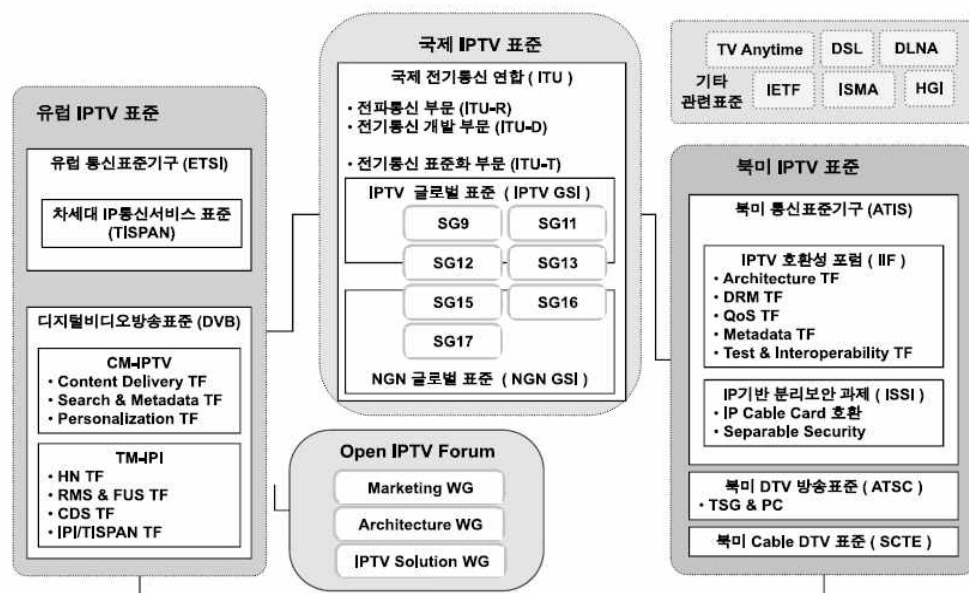 유럽 IPTV 표준
유럽 통신표준기구 (ETSI)
차세대 IP통신서비스 표준
(TISPAN)
디지털비디오방송표준 (DVB)
CM-IPTV
• Content Delivery TF
• Search & Metadata TF
• Personalization TF
TM-IPI
• HN TF
• RMS & FUS TF
• CDS TF
• IPI/TISPAN TF
국제 IPTV 표준
국제 전기통신 연합 ( ITU )
• 전파통신 부문 (ITU-R)
• 전기통신 개발 부문 (ITU-D)
• 전기통신 표준화 부문 (ITU-T)
IPTV 글로벌 표준 ( IPTV GSI )
SG9 SG11
SG12 SG13
SG15 SG16
SG17
NGN 글로벌 표준 ( NGN GSI )
Open IPTV Forum
Marketing WG
Architecture WG
IPTV Solution WG
TV Anytime DSL DLNA
기타
관련표준
IETF ISMA HGI
북미 IPTV 표준
북미 통신표준기구 (ATIS)
IPTV 호환성 포럼 ( IIF )
• Architecture TF
• DRM TF
• QoS TF
• Metadata TF
• Test & Interoperability TF
IP기반 분리보안 과제 ( ISSI )
• IP Cable Card 호환
• Separable Security
북미 DTV 방송표준 ( ATSC )
• TSG & PC
북미 Cable DTV 표준 ( SCTE )